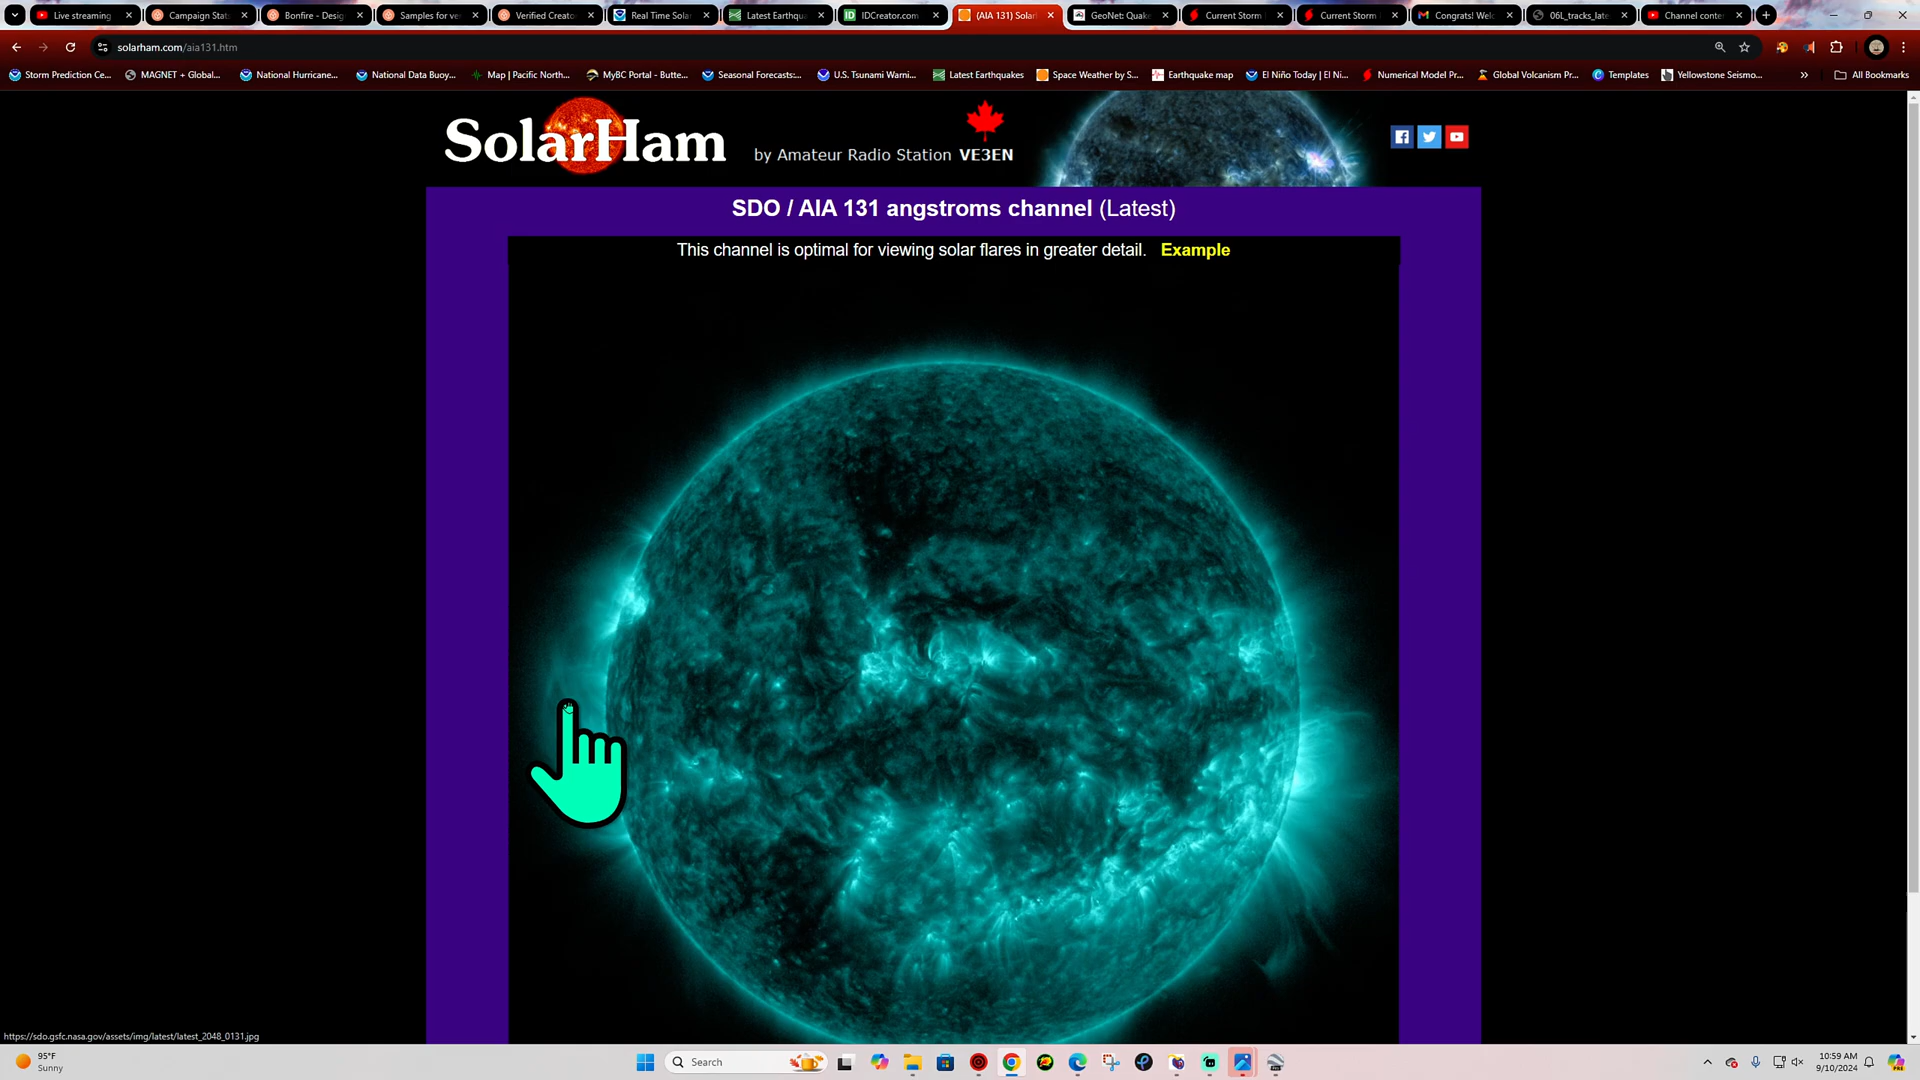 Live streaming
Campaign Stat
Bonfire - Desig
Samples for ve
Verified Creato
Real Time Sola
Latest Earthqu
IDCreator.com
(AIA 131) Solar
GeoNet: Quake
Current Storm
Current Storm
Congrats! Welc
06L_tracks_late
Channel conte
solarham.com/aia131.htm
Storm Prediction Ce...
MAGNET + Global...
National Hurricane...
National Data Buoy...
Map | Pacific North...
MyBC Portal - Butte...
Seasonal Forecasts:...
U.S. Tsunami Warni...
Latest Earthquakes
Space Weather by S...
Earthquake map
El Niño Today | El Ni...
Numerical Model Pr...
Global Volcanism Pr...
Templates
Yellowstone Seismo...
All Bookmarks
SolarHam
by Amateur Radio Station VE3EN
SDO / AIA 131 angstroms channel (Latest)
This channel is optimal for viewing solar flares in greater detail. Example
https://sdo.gsfc.nasa.gov/assets/img/latest/latest_2048_0131.jpg
95°F
Sunny
Search
10:59 AM
9/10/2024